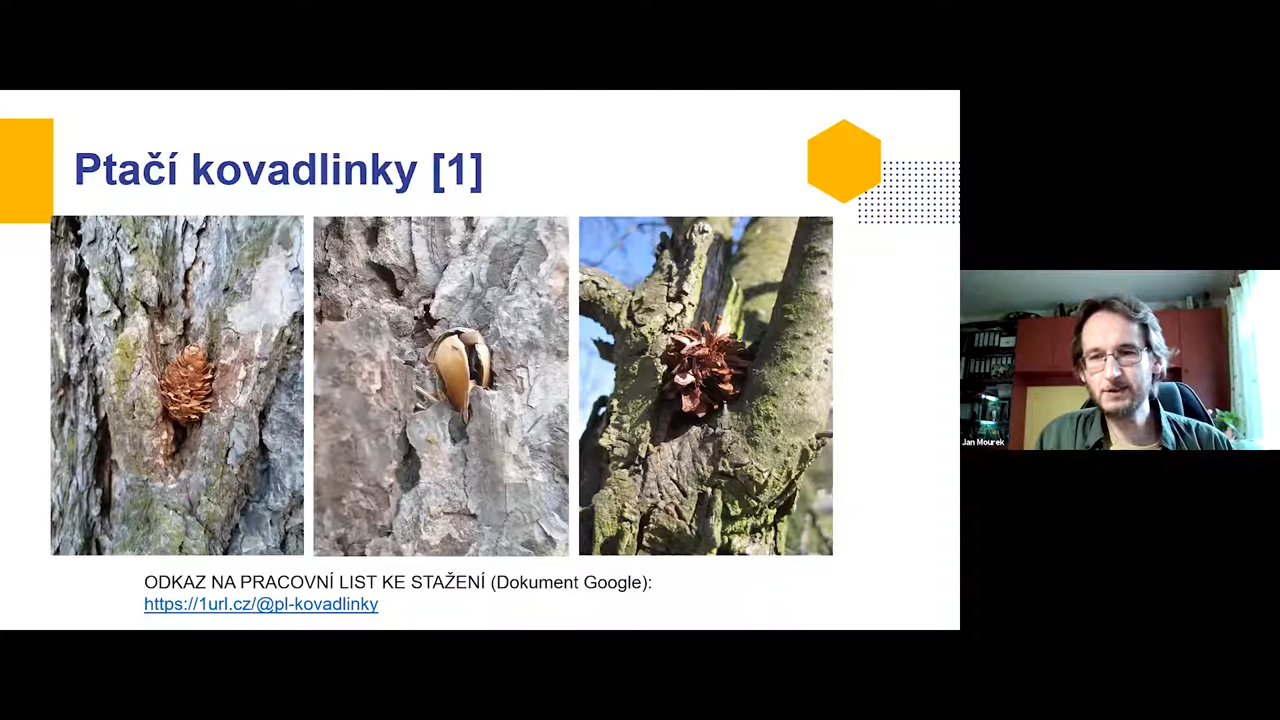 Ptačí kovadlinky [1]
ODKAZ NA PRACOVNÍ LIST KE STAŽENÍ (Dokument Google):
https://1url.cz/@pl-kovadlinky
Jan Mourek